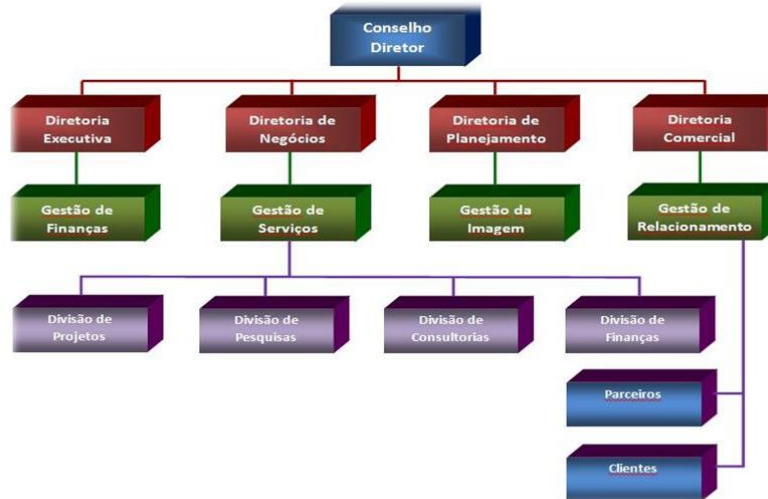 Conselho
Diretor
Diretoria
Executiva
Diretoria de
Negócios
Diretoria de
Planejamento
Diretoria
Comercial
Gestão de
Finanças
Gestão de
Serviços
Gestão da
Imagem
Gestão de
Relacionamento
Divisão de
Projetos
Divisão de
Pesquisas
Divisão de
Consultorias
Divisão de
Finanças
Parceiros
Clientes